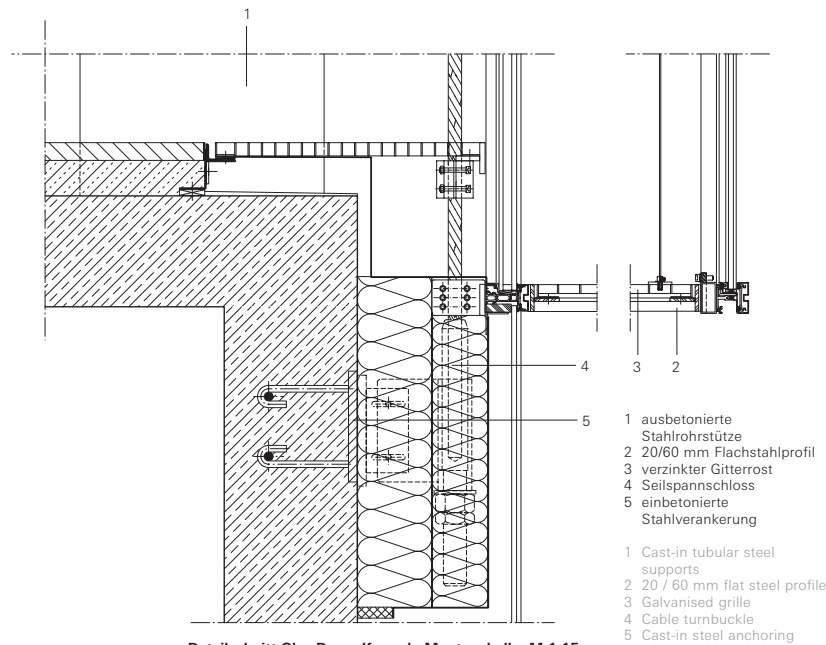 1
4
3
2
5
1 ausbetonierte
Stahlrohrstütze
2 20/60 mm Flachstahlprofil
3 verzinkter Gitterrost
4 Seilspannschloss
5 einbetonierte
Stahlverankerung
1 Cast-in tubular steel
supports
2 20 / 60 mm flat steel profile
3 Galvanised grille
4 Cable turnbuckle
5 Cast-in steel anchoring